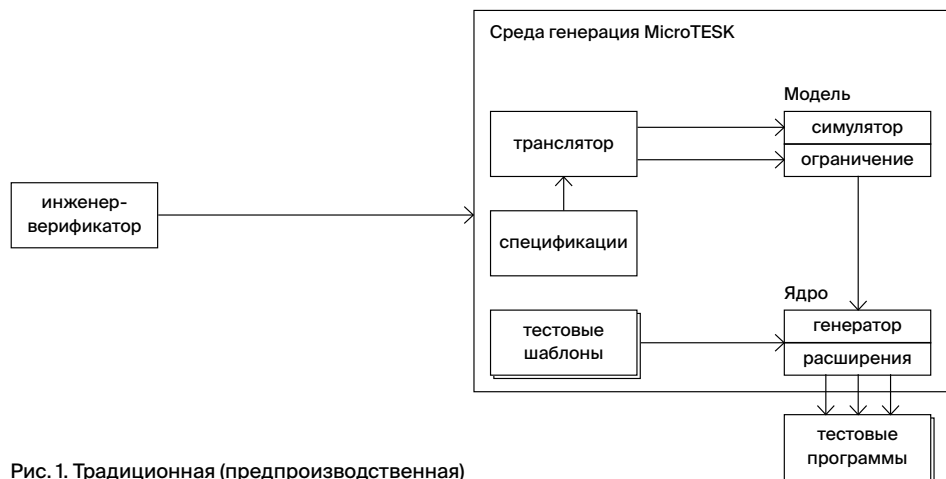 Среда генерация MicroTESK
Модель
транслятор
симулятор
ограничение
инженер-
верификатор
спецификации
Ядро
тестовые
шаблоны
генератор
расширения
тестовые
программы
Рис. 1. Традиционная (предпроизводственная)